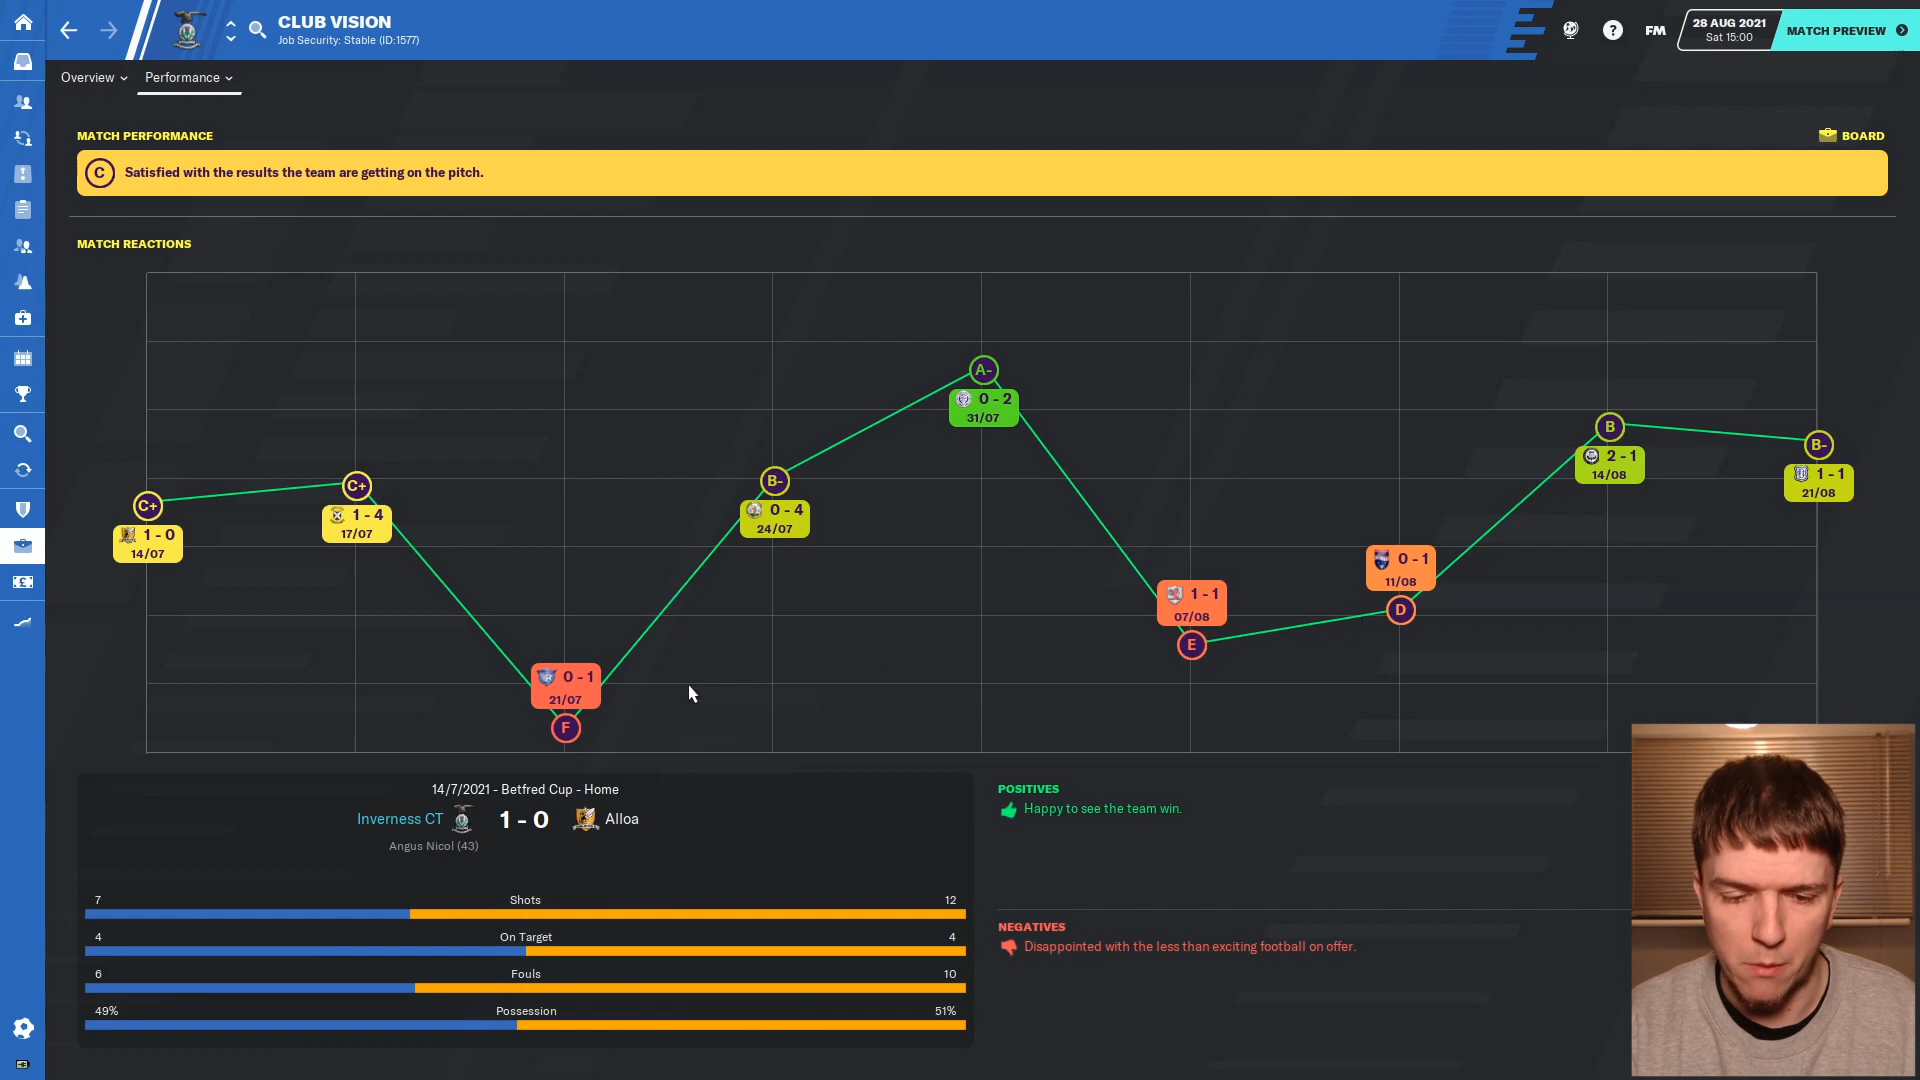 CLUB VISION
Job Security: Stable (ID:1577)
FM
28 AUG 2021
Sat 15:00
MATCH PREVIEW
Overview
Performance
MATCH PERFORMANCE
BOARD
C
Satisfied with the results the team are getting on the pitch.
MATCH REACTIONS
A-
0 - 2
31/07
B
2 - 1
14/08
B-
1 - 1
21/08
C+
1 - 0
14/07
C+
1 - 4
17/07
B-
0 - 4
24/07
0 - 1
11/08
D
1 - 1
07/08
E
0 - 1
21/07
F
14/7/2021 - Betfred Cup - Home
Inverness CT 1 - 0 Alloa
Angus Nicol (43)
7 Shots 12
4 On Target 4
6 Fouls 10
49% Possession 51%
POSITIVES
Happy to see the team win.
NEGATIVES
Disappointed with the less than exciting football on offer.